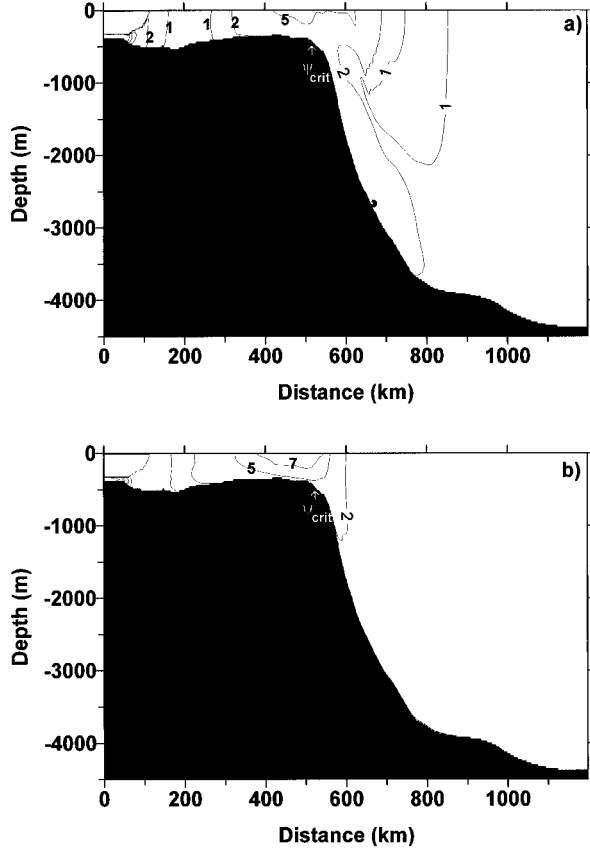 0 2 1 1 2 5 a)
-1000 ψcrit 2 1 1
-2000
-3000
-4000
Depth (m)
0 200 400 600 800 1000
Distance (km)
0 5 7 b)
-1000 ψcrit 2
-2000
-3000
-4000
Depth (m)
0 200 400 600 800 1000
Distance (km)